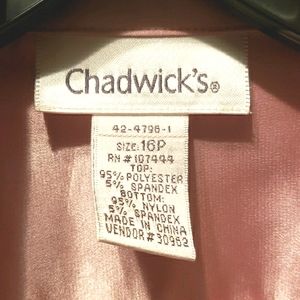 Chadwick's®
42-4796-1
SIZE: 16P
RN# 107444
TOP:
95% POLYESTER
5% SPANDEX
BOTTOM:
95% NYLON
5% SPANDEX
MADE IN CHINA
VENDOR# 30962